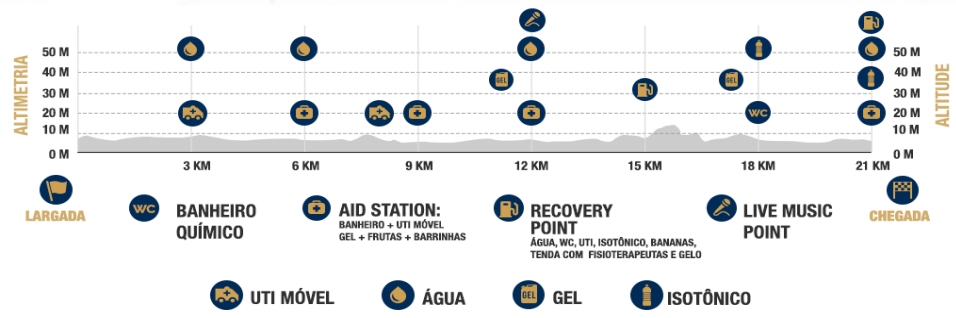 ALTIMETRIA
50 M
40 M
30 M
20 M
10 M
0 M
GEL
GEL
WC
50 M
40 M
30 M
20 M
10 M
0 M
ALTITUDE
3 KM
6 KM
9 KM
12 KM
15 KM
18 KM
21 KM
LARGADA
WC
BANHEIRO
QUÍMICO
AID STATION:
BANHEIRO + UTI MÓVEL
GEL + FRUTAS + BARRINHAS
RECOVERY
POINT
ÁGUA, WC, UTI, ISOTÔNICO, BANANAS,
TENDA COM FISIOTERAPEUTAS E GELO
LIVE MUSIC
POINT
CHEGADA
UTI MÓVEL
ÁGUA
GEL
GEL
ISOTÔNICO